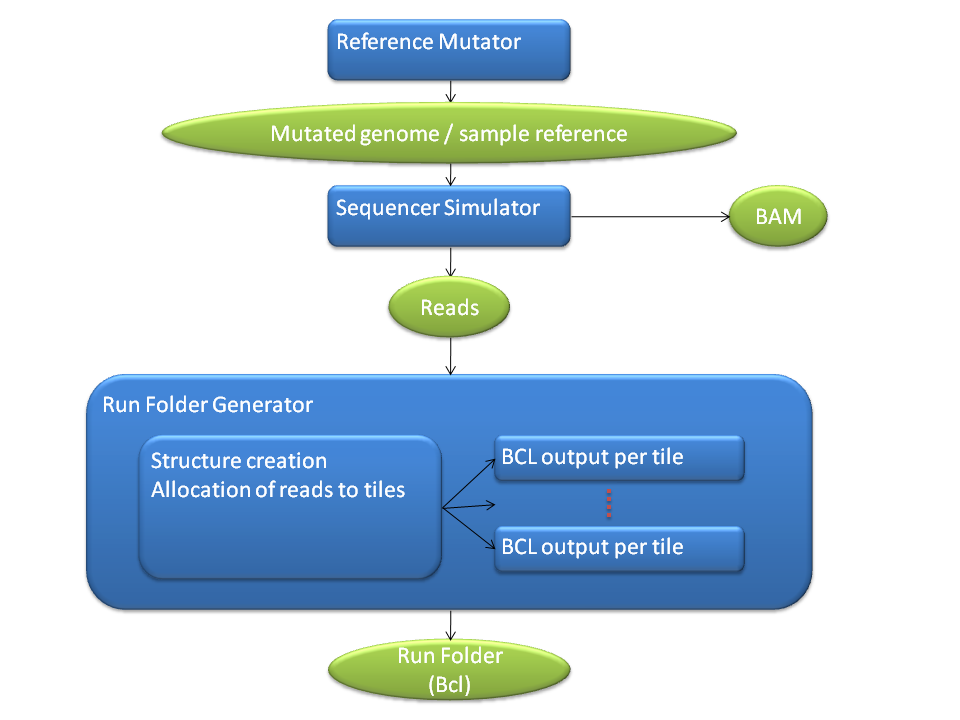 Reference Mutator
Mutated genome / sample reference
Sequencer Simulator
BAM
Reads
Run Folder Generator
Structure creation
Allocation of reads to tiles
BCL output per tile
BCL output per tile
Run Folder
(Bcl)